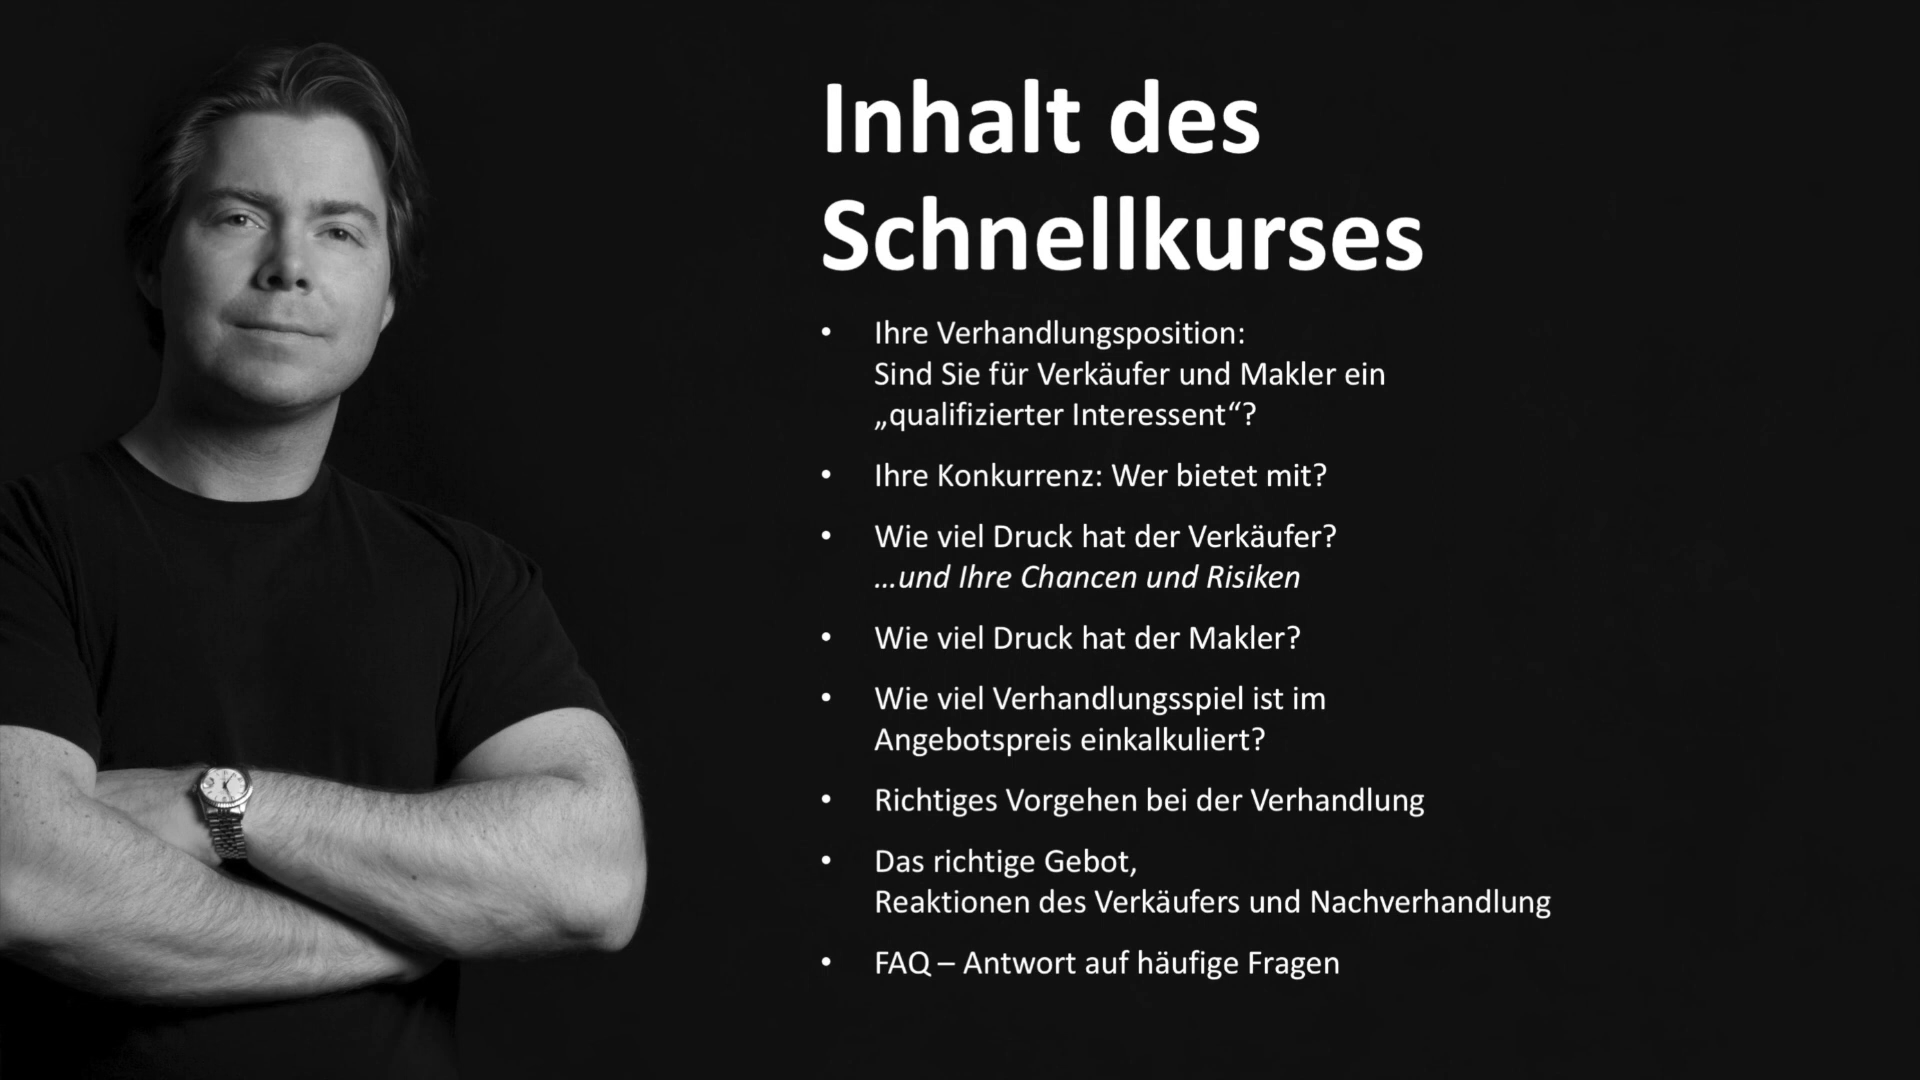 Inhalt des
Schnellkurses
• Ihre Verhandlungsposition:
Sind Sie für Verkäufer und Makler ein
„qualifizierter Interessent“?
• Ihre Konkurrenz: Wer bietet mit?
• Wie viel Druck hat der Verkäufer?
...und Ihre Chancen und Risiken
• Wie viel Druck hat der Makler?
• Wie viel Verhandlungsspiel ist im
Angebotspreis einkalkuliert?
• Richtiges Vorgehen bei der Verhandlung
• Das richtige Gebot,
Reaktionen des Verkäufers und Nachverhandlung
• FAQ – Antwort auf häufige Fragen